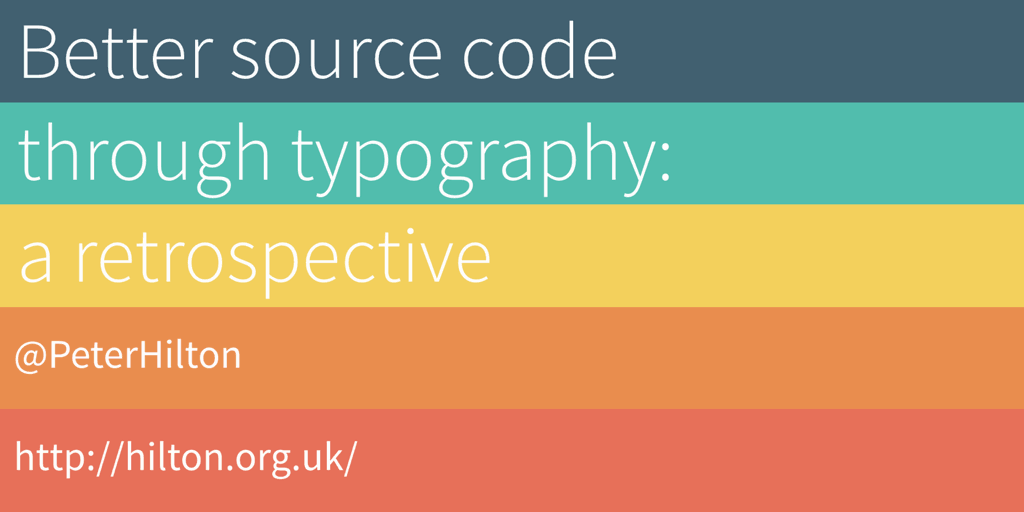 Better source code
through typography:
a retrospective
@PeterHilton
http://hilton.org.uk/